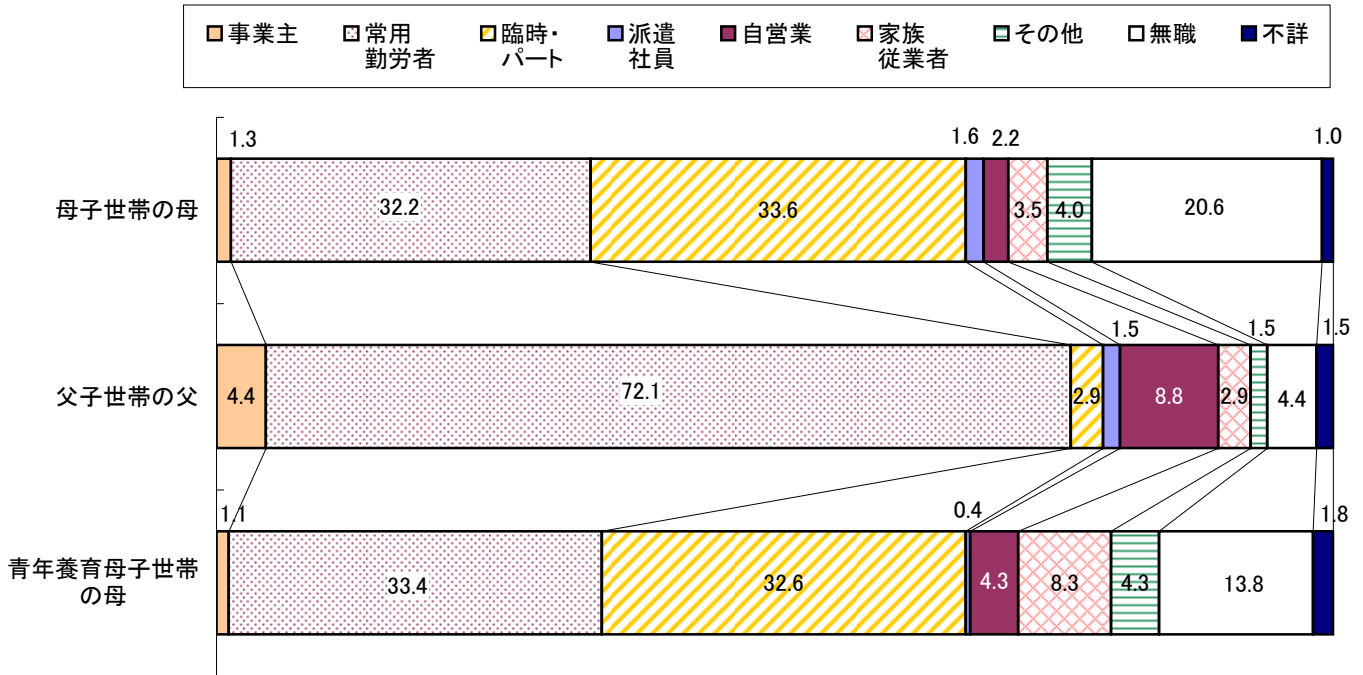 事業主 常用勤労者 臨時・パート 派遣社員 自営業 家族従業者 その他 無職 不詳
1.3 1.6 2.2 1.0
母子世帯の母 32.2 33.6 3.5 4.0 20.6
1.5 1.5 1.5
父子世帯の父 4.4 72.1 2.9 8.8 2.9 4.4
1.1 0.4 1.8
青年養育母子世帯
の母
33.4 32.6 4.3 8.3 4.3 13.8